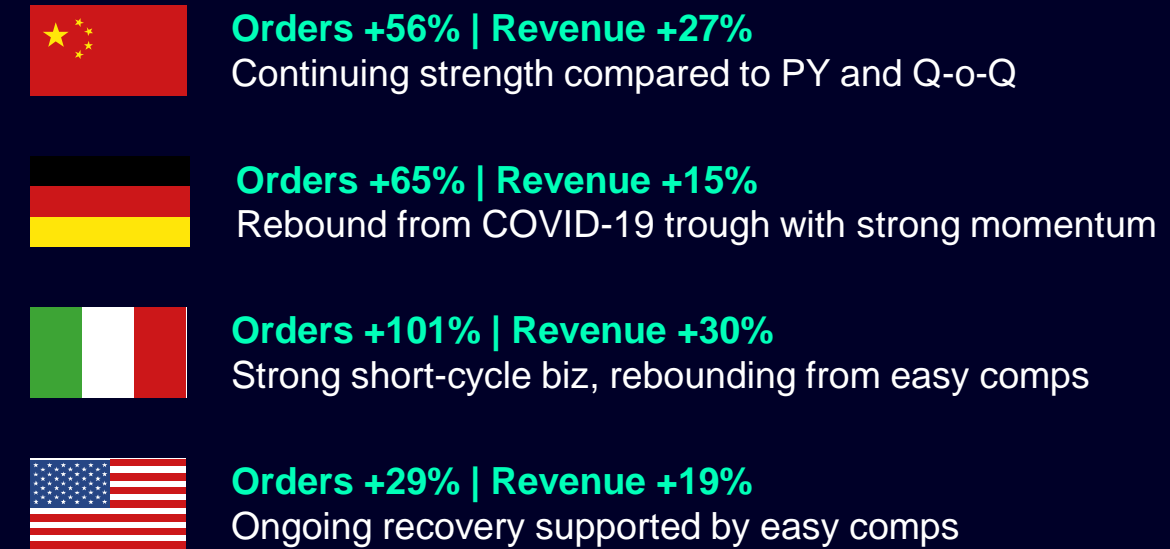 Orders +56% | Revenue +27%
Continuing strength compared to PY and Q-o-Q
Orders +65% | Revenue +15%
Rebound from COVID-19 trough with strong momentum
Orders +101% | Revenue +30%
Strong short-cycle biz, rebounding from easy comps
Orders +29% | Revenue +19%
Ongoing recovery supported by easy comps